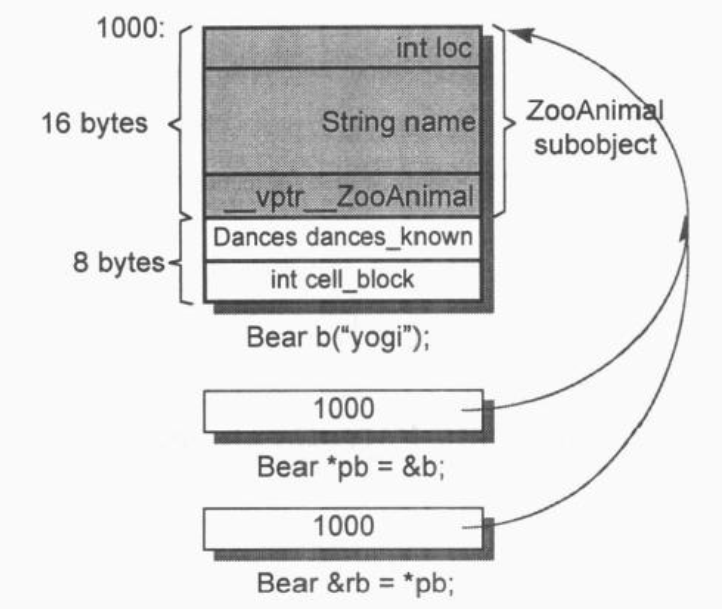 1000:
int loc
16 bytes
String name
ZooAnimal
subobject
__vptr__ZooAnimal
Dances dances_known
8 bytes
int cell_block
Bear b(“yogi”);
1000
Bear *pb = &b;
1000
Bear &rb = *pb;